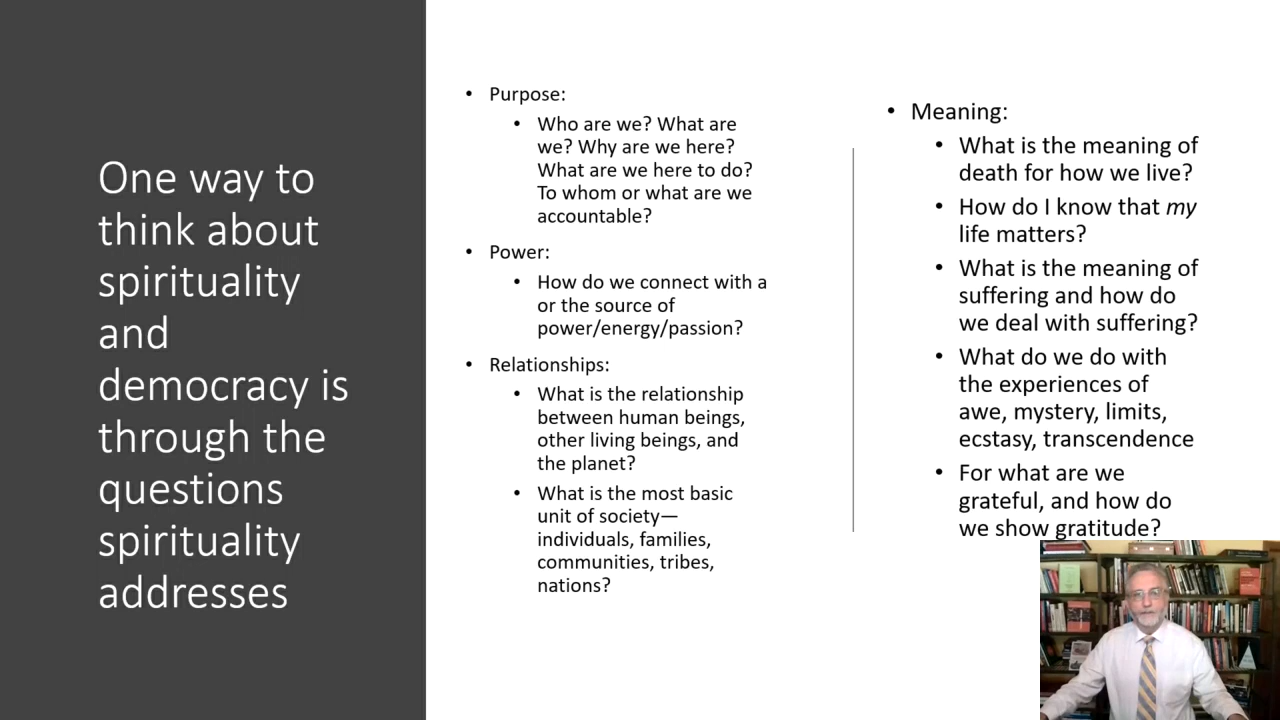 One way to
think about
spirituality
and
democracy is
through the
questions
spirituality
addresses
• Purpose:
• Who are we? What are
we? Why are we here?
What are we here to do?
To whom or what are we
accountable?
• Power:
• How do we connect with a
or the source of
power/energy/passion?
• Relationships:
• What is the relationship
between human beings,
other living beings, and
the planet?
• What is the most basic
unit of society—
individuals, families,
communities, tribes,
nations?
• Meaning:
• What is the meaning of
death for how we live?
• How do I know that my
life matters?
• What is the meaning of
suffering and how do
we deal with suffering?
• What do we do with
the experiences of
awe, mystery, limits,
ecstasy, transcendence
• For what are we
grateful, and how do
we show gratitude?